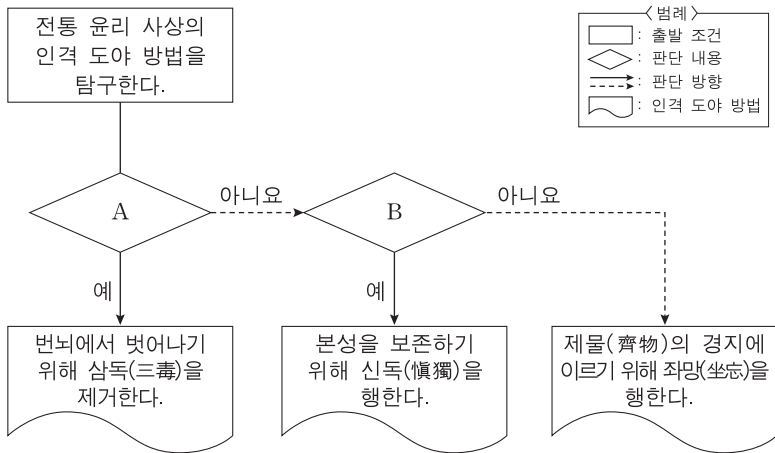 전통 윤리 사상의
인격 도야 방법을
탐구한다.
〈범례〉
: 출발 조건
: 판단 내용
: 판단 방향
: 인격 도야 방법
A
아니요
B
아니요
예
예
번뇌에서 벗어나기
위해 삼독(三毒)을
제거한다.
본성을 보존하기
위해 신독(愼獨)을
행한다.
제물(齊物)의 경지에
이르기 위해 좌망(坐忘)을
행한다.